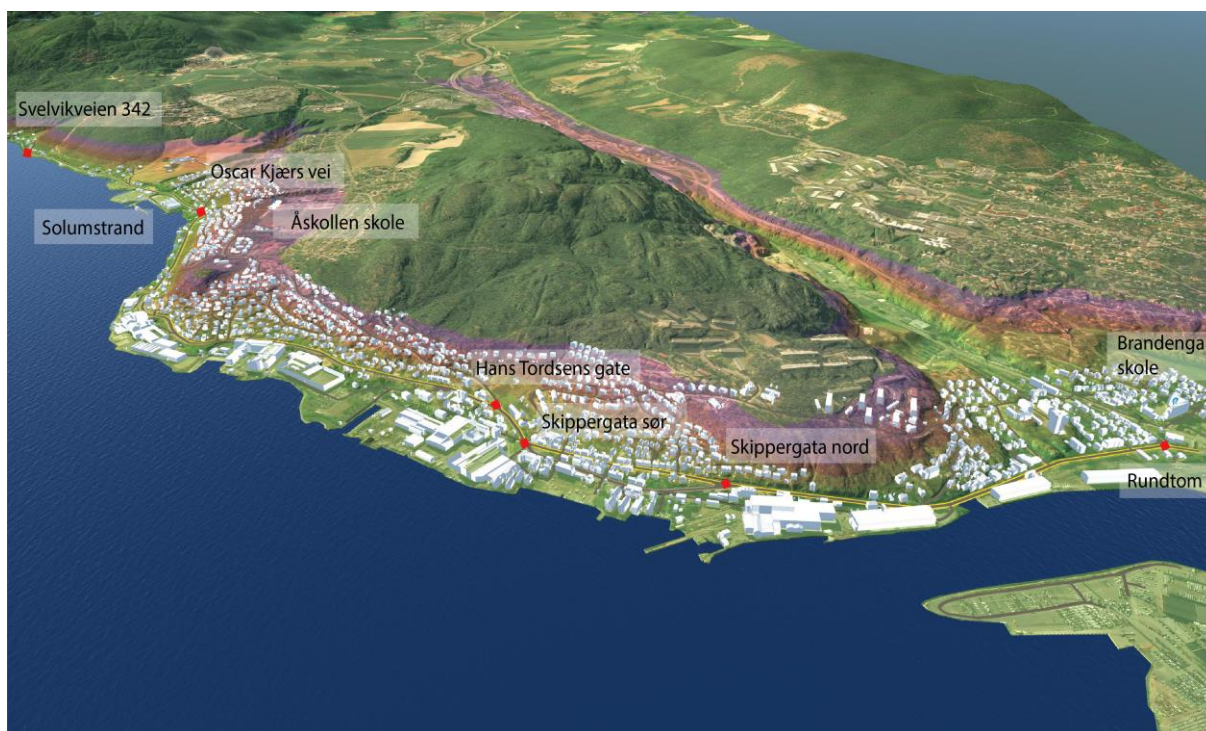 Svelvikveien 342
Oscar Kjærs vei
Solumstrand
Åskollen skole
Hans Tordsens gate
Skippergata sør
Skippergata nord
Brandenga
skole
Rundtom